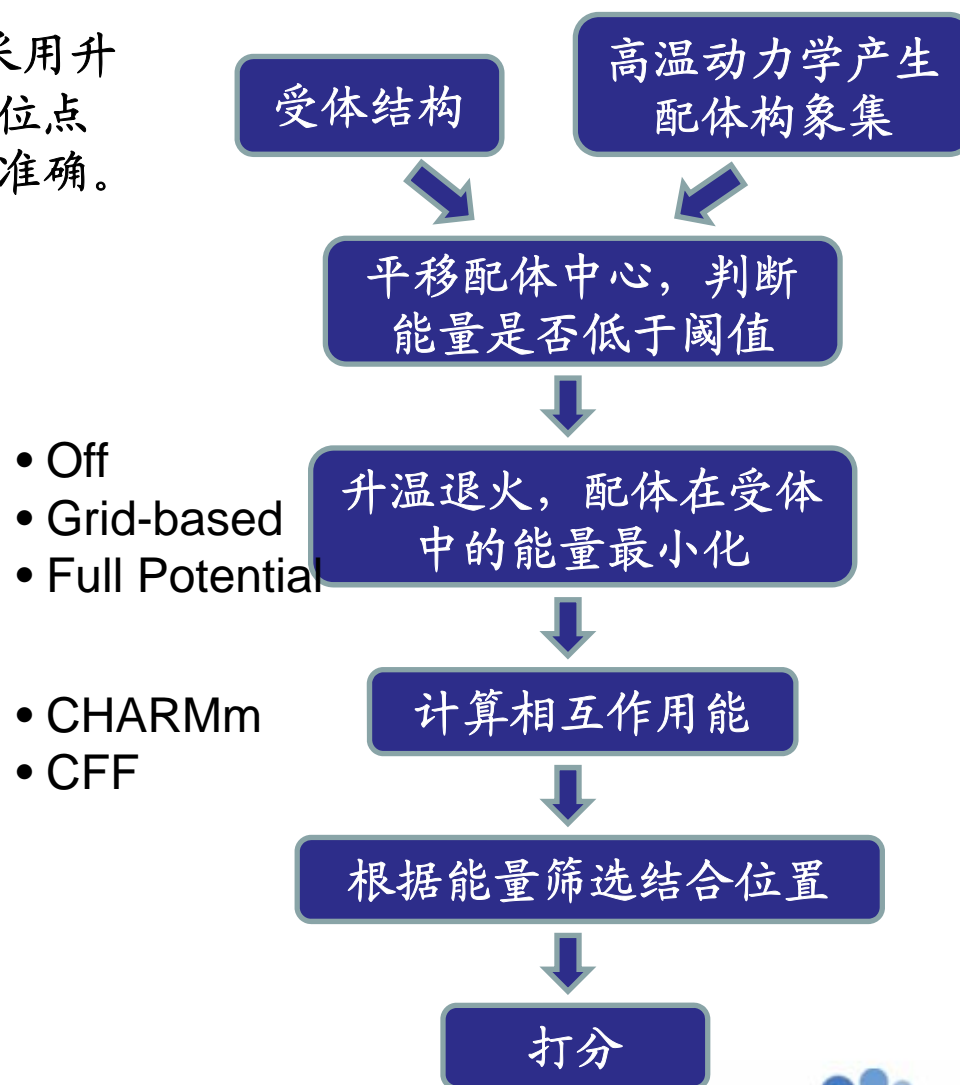 采用升
位点
准确。
受体结构
高温动力学产生
配体构象集
平移配体中心，判断
能量是否低于阈值
• Off
• Grid-based
• Full Potential
升温退火，配体在受体
中的能量最小化
• CHARMm
• CFF
计算相互作用能
根据能量筛选结合位置
打分